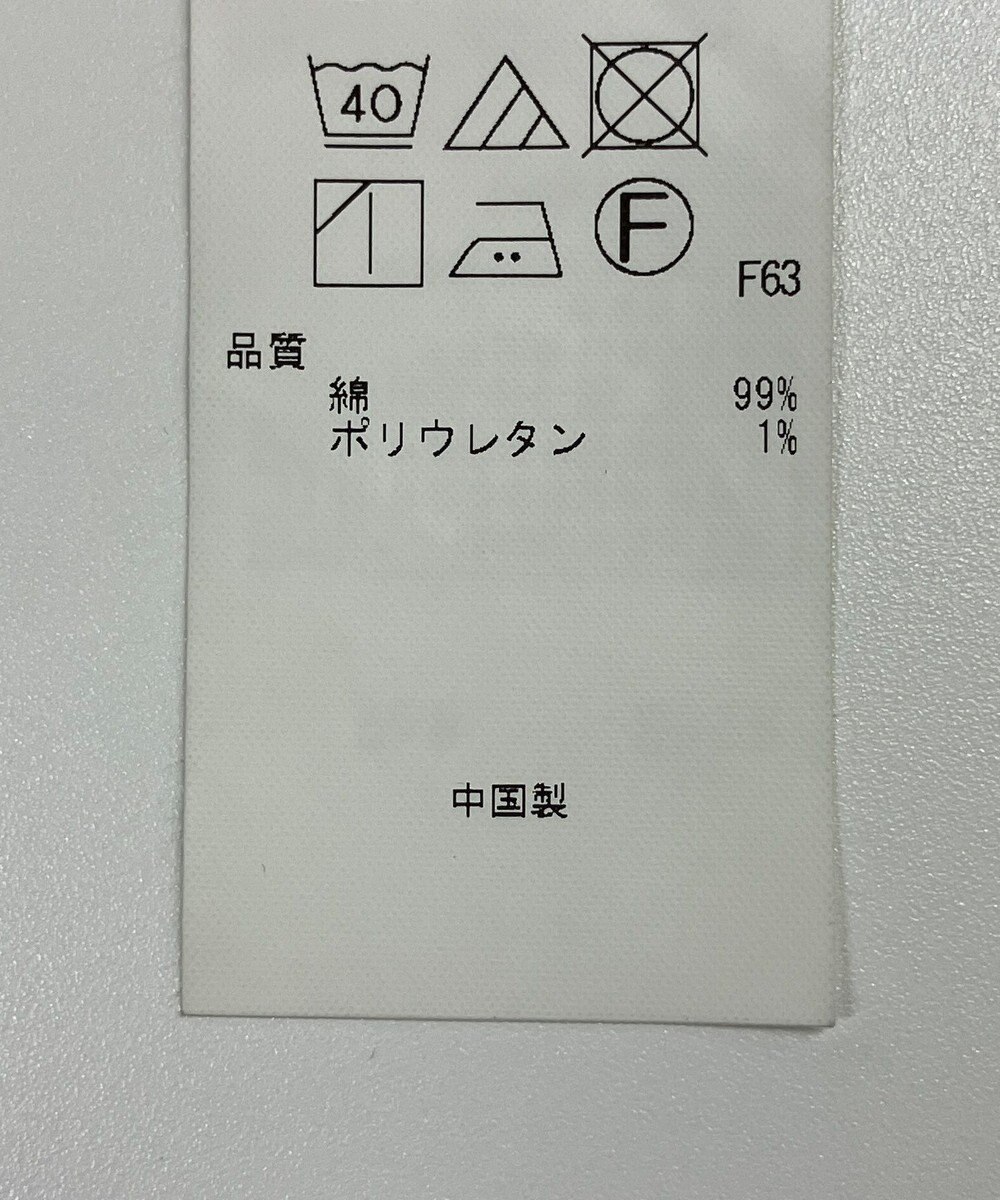 40
F
F63
品質
綿 99%
ポリウレタン 1%
中国製